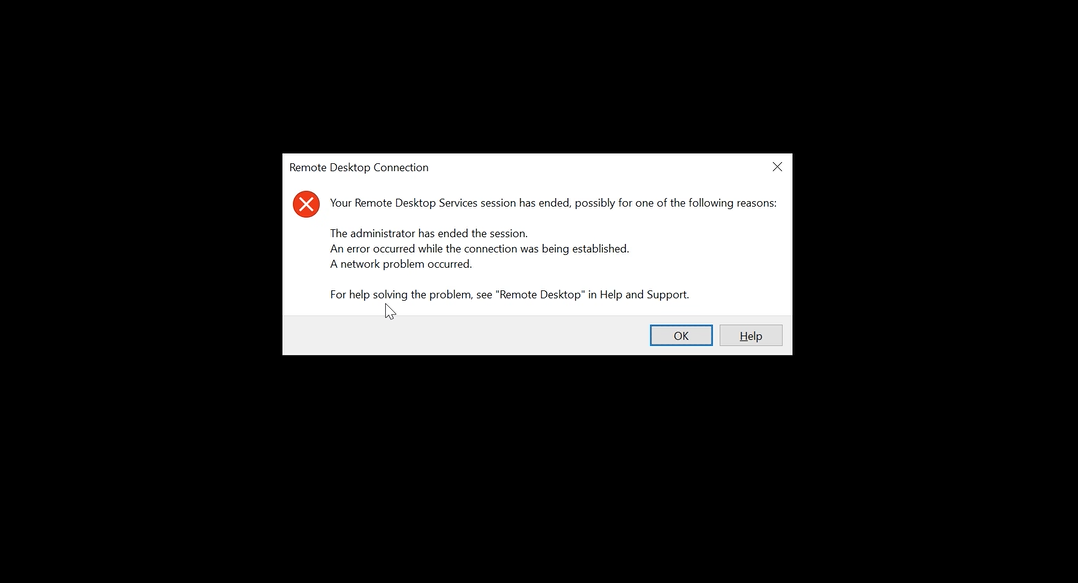 Remote Desktop Connection
Your Remote Desktop Services session has ended, possibly for one of the following reasons:
The administrator has ended the session.
An error occurred while the connection was being established.
A network problem occurred.
For help solving the problem, see "Remote Desktop" in Help and Support.
OK
Help